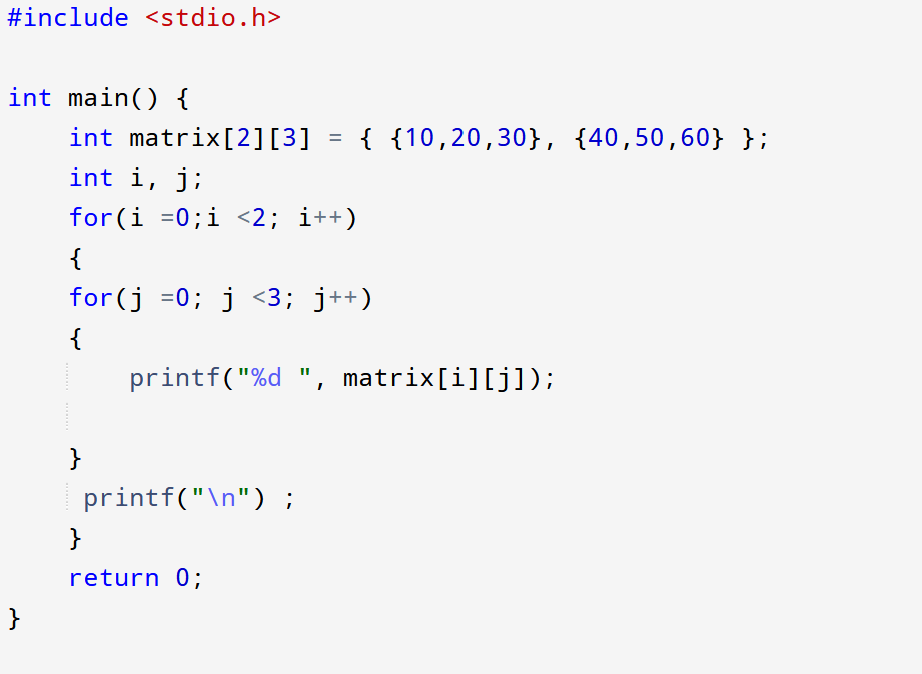 #include <stdio.h>

int main() {
    int matrix[2][3] = { {10,20,30}, {40,50,60} };
    int i, j;
    for(i =0;i <2; i++)
    {
    for(j =0; j <3; j++)
    {
        printf("%d ", matrix[i][j]);

    }
     printf("\n") ;
    }
    return 0;
}